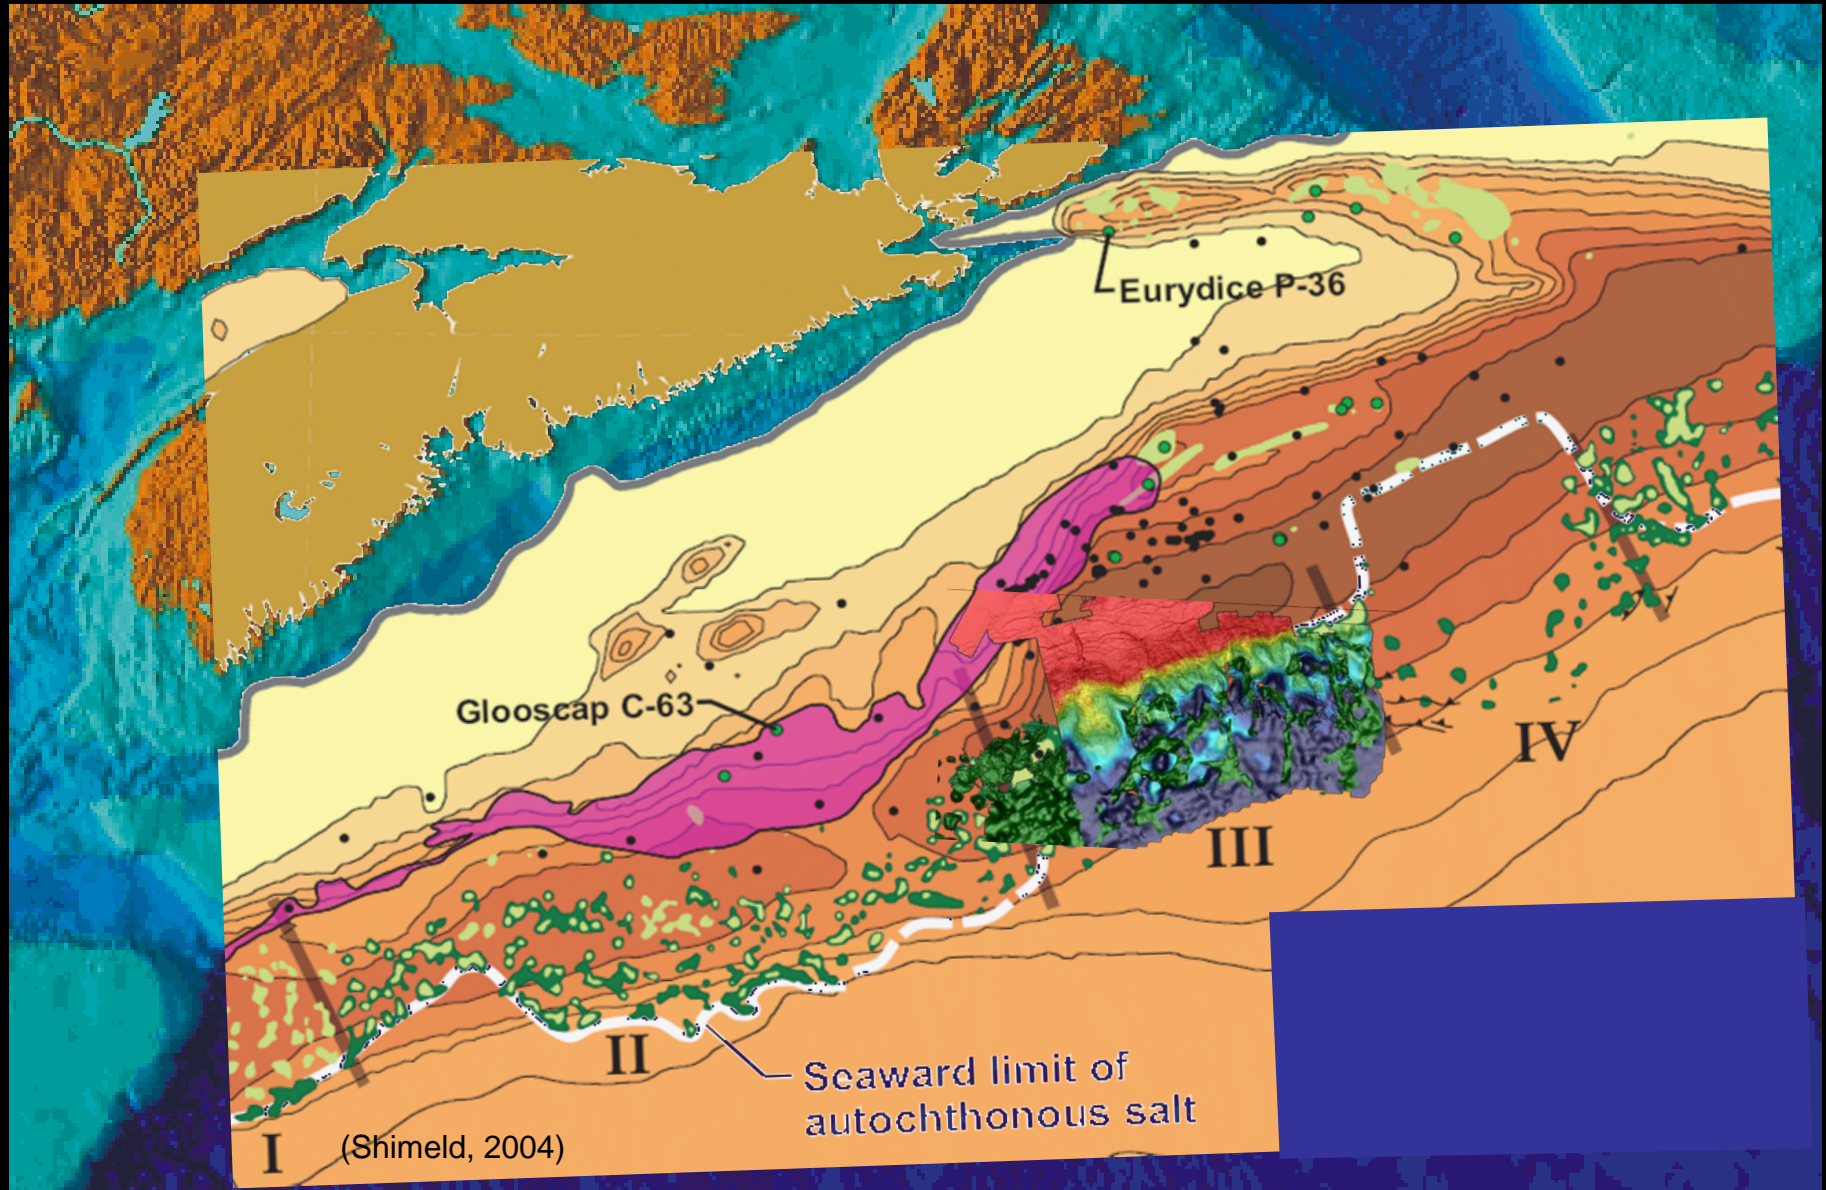 Eurydice P-36
Glooscap C-63
IV
III
II
Seaward limit of
autochthonous salt
I
(Shimeld, 2004)